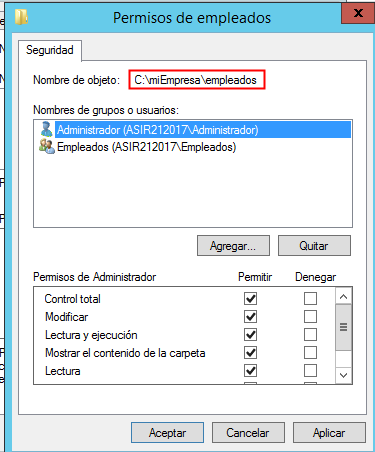 Permisos de empleados
Seguridad
Nombre de objeto: C:\miEmpresa\empleados
Nombres de grupos o usuarios:
Administrador (ASIR212017\Administrador)
Empleados (ASIR212017\Empleados)
Agregar... Quitar
Permisos de Administrador Permitir Denegar
Control total
Modificar
Lectura y ejecución
Mostrar el contenido de la carpeta
Lectura
Aceptar Cancelar Aplicar